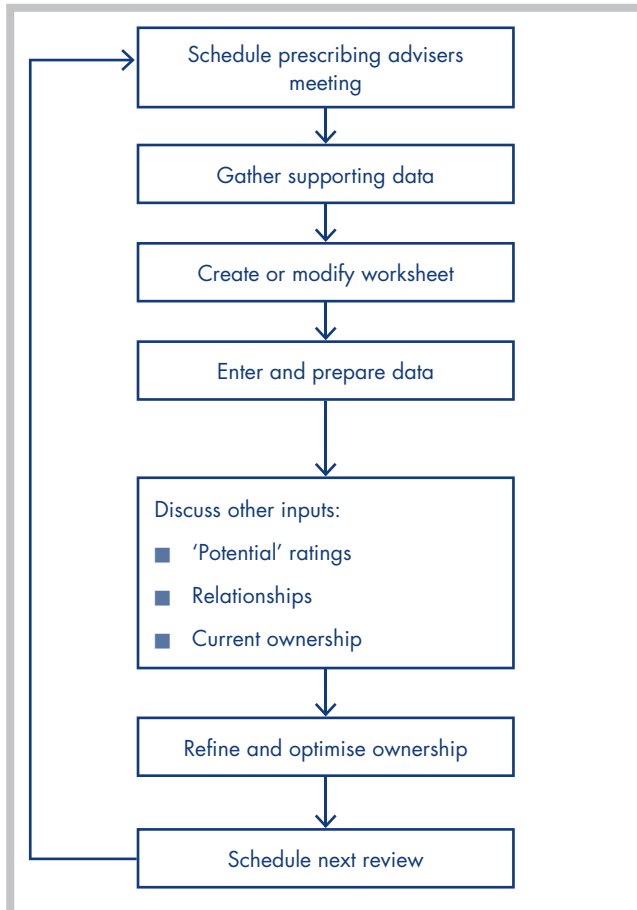 Schedule prescribing advisers
meeting
Gather supporting data
Create or modify worksheet
Enter and prepare data
Discuss other inputs:
‘Potential’ ratings
Relationships
Current ownership
Refine and optimise ownership
Schedule next review